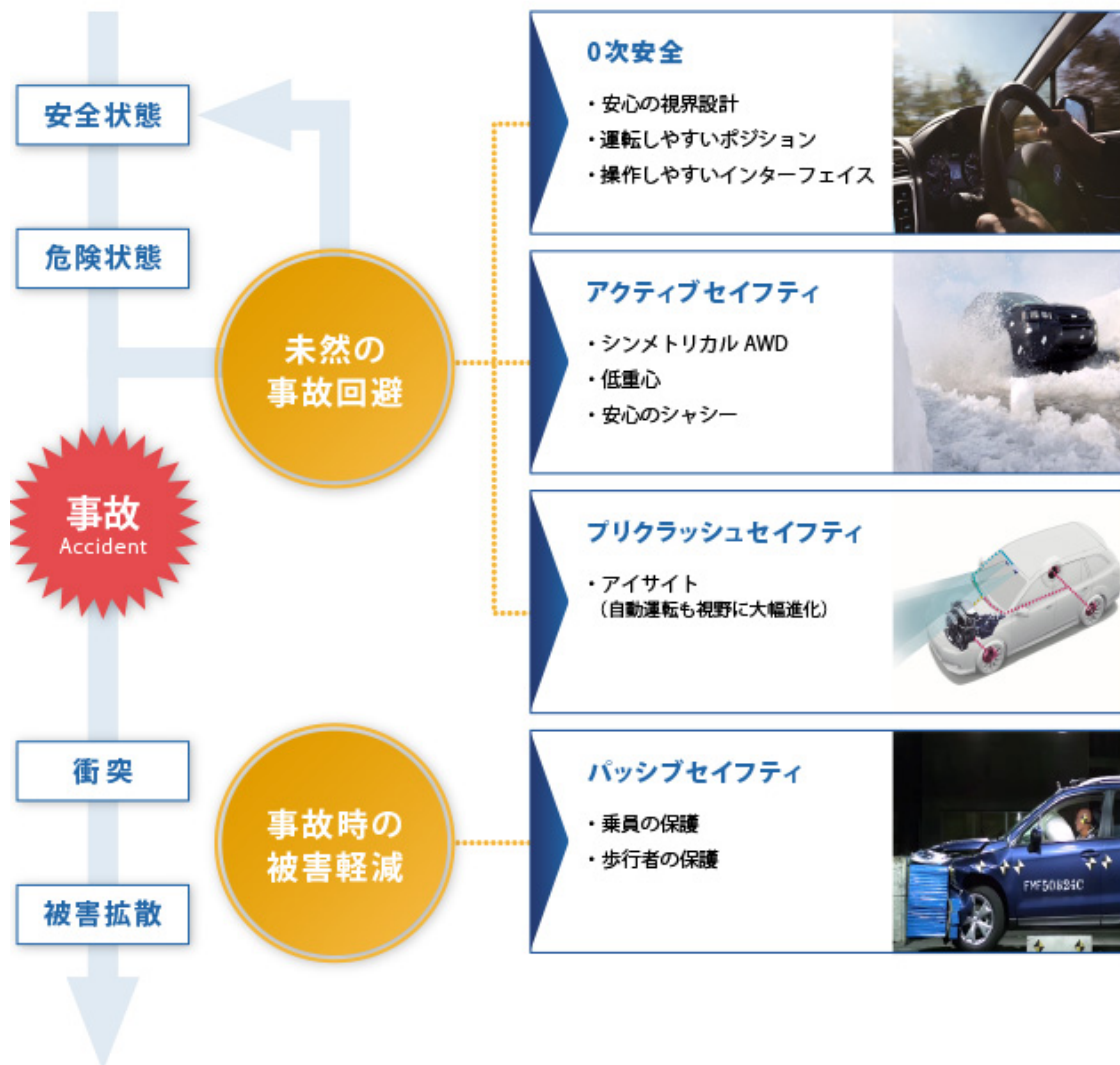 安全状態
危険状態
未然の
事故回避
事故
Accident
衝突
事故時の
被害軽減
被害拡散
0次安全
・安心の視界設計
・運転しやすいポジション
・操作しやすいインターフェイス
アクティブセイフティ
・シンメトリカル AWD
・低重心
・安心のシャシー
プリクラッシュセイフティ
・アイサイト
（自動運転も視野に大幅進化）
パッシブセイフティ
・乗員の保護
・歩行者の保護
FMF50824C